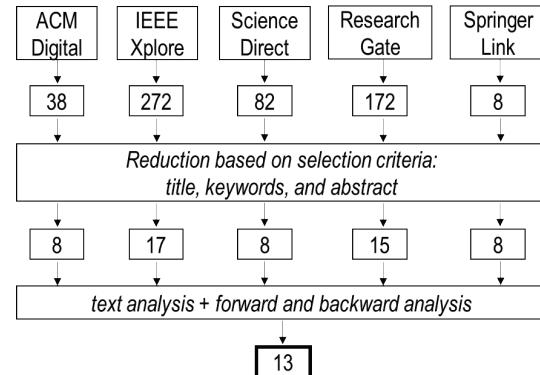 ACM Digital
IEEE Xplore
Science Direct
Research Gate
Springer Link
38
272
82
172
8
Reduction based on selection criteria:
title, keywords, and abstract
8
17
8
15
8
text analysis + forward and backward analysis
13